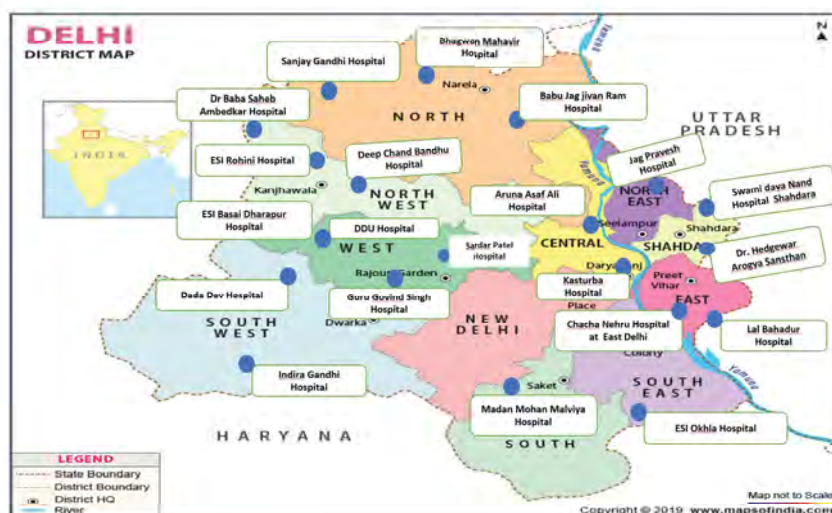 DELHI
DISTRICT MAP
N
Bhagwan Mahavir
Hospital
Sanjay Gandhi Hospital
Narela
Yamuna
Dr Baba Saheb
Ambedkar Hospital
NORTH
Babu Jag jivan Ram
Hospital
UTTAR
PRADESH
INDIA
ESI Rohini Hospital
Deep Chand Bandhu
Hospital
Yamuna
Jag Pravesh
Hospital
Kanjhawala
NORTH
WEST
Aruna Asaf Ali
Hospital
NORTH
EAST
Swami daya Nand
Hospital Shahdara
ESI Basai Dharapur
Hospital
DDU Hospital
Seelampur
Shahdara
WEST
Sardar Patel
Hospital
CENTRAL
SHAHDA
Dr. Hedgewar
Arogya Sansthan
Rajouri Garden
Daryaganj
Preet
Vihar
Dada Dev Hospital
Guru Govind Singh
Hospital
Kasturba
Hospital
EAST
SOUTH
WEST
Dwarka
Place
NEW
DELHI
Chacha Nehru Hospital
at East Delhi
Lal Bahadur
Hospital
Colony
Indira Gandhi
Hospital
Saket
SOUTH
EAST
Yamuna
HARYANA
Madan Mohan Malviya
Hospital
ESI Okhla Hospital
SOUTH
LEGEND
State Boundary
District Boundary
District HQ
River
Map not to Scale
Copyright © 2019 www.mapsofindia.com